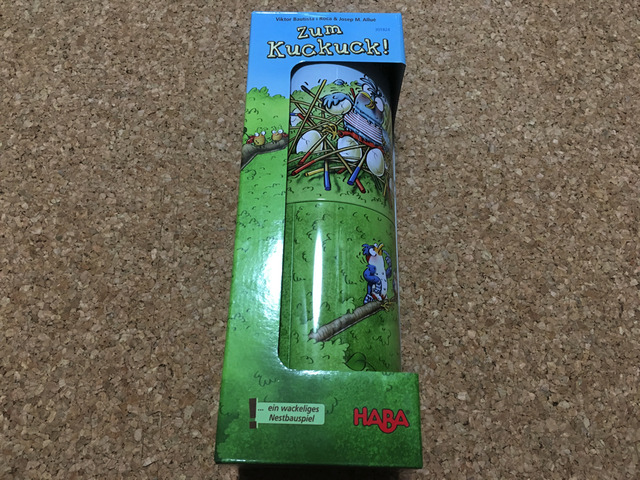 Viktor Bautista i Roca & Josep M. Allué
Zum
Kuckuck!
... ein wackeliges
Nestbauspiel
HABA